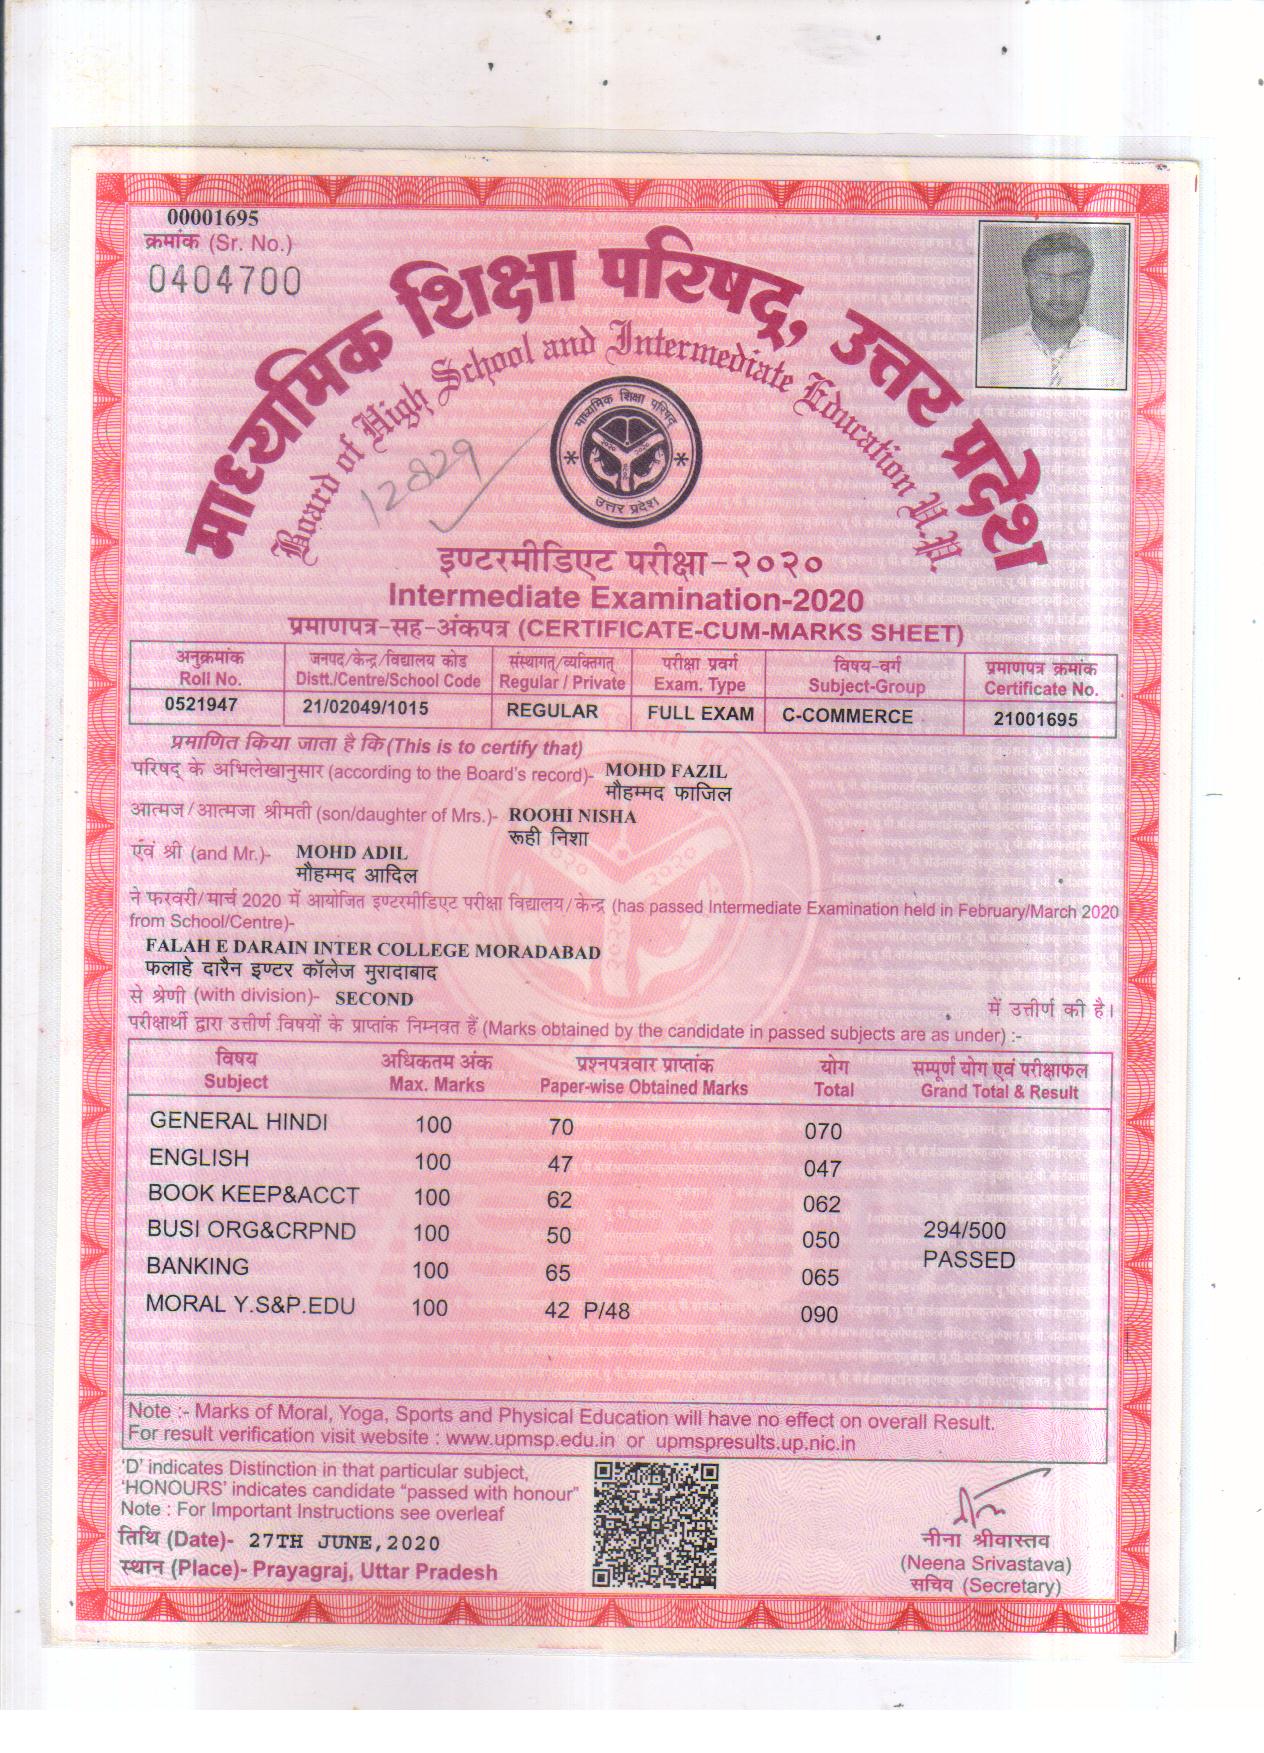 00001695
क्रमांक (Sr. No.)
0404700
माध्यमिक शिक्षा परिषद्, उत्तर प्रदेश
Board of High School and Intermediate Education U.P.
12829
माध्यमिक शिक्षा परिषद
उत्तर प्रदेश
इण्टरमीडिएट परीक्षा-२०२०
Intermediate Examination-2020
प्रमाणपत्र-सह-अंकपत्र (CERTIFICATE-CUM-MARKS SHEET)
अनुक्रमांक जनपद/केन्द्र/विद्यालय कोड संस्थागत्/व्यक्तिगत् परीक्षा प्रवर्ग विषय-वर्ग प्रमाणपत्र क्रमांक
Roll No. Distt./Centre/School Code Regular / Private Exam. Type Subject-Group Certificate No.
0521947 21/02049/1015 REGULAR FULL EXAM C-COMMERCE 21001695
प्रमाणित किया जाता है कि (This is to certify that)
परिषद् के अभिलेखानुसार (according to the Board's record)- MOHD FAZIL
मौहम्मद फाजिल
आत्मज/आत्मजा श्रीमती (son/daughter of Mrs.)- ROOHI NISHA
रूही निशा
एंव श्री (and Mr.)- MOHD ADIL
मौहम्मद आदिल
ने फरवरी/मार्च 2020 में आयोजित इण्टरमीडिएट परीक्षा विद्यालय/केन्द्र (has passed Intermediate Examination held in February/March 2020
from School/Centre)-
FALAH E DARAIN INTER COLLEGE MORADABAD
फलाहे दारैन इण्टर कॉलेज मुरादाबाद
से श्रेणी (with division)- SECOND में उत्तीर्ण की है।
परीक्षार्थी द्वारा उत्तीर्ण विषयों के प्राप्तांक निम्नवत हैं (Marks obtained by the candidate in passed subjects are as under) :-
विषय अधिकतम अंक प्रश्नपत्रवार प्राप्तांक योग सम्पूर्ण योग एवं परीक्षाफल
Subject Max. Marks Paper-wise Obtained Marks Total Grand Total & Result
GENERAL HINDI 100 70 070
ENGLISH 100 47 047
BOOK KEEP&ACCT 100 62 062
BUSI ORG&CRPND 100 50 050 294/500
BANKING 100 65 065 PASSED
MORAL Y.S&P.EDU 100 42 P/48 090
Note :- Marks of Moral, Yoga, Sports and Physical Education will have no effect on overall Result.
For result verification visit website : www.upmsp.edu.in or upmspresults.up.nic.in
'D' indicates Distinction in that particular subject,
'HONOURS' indicates candidate "passed with honour"
Note : For Important Instructions see overleaf
तिथि (Date)- 27TH JUNE,2020
स्थान (Place)- Prayagraj, Uttar Pradesh
नीना श्रीवास्तव
(Neena Srivastava)
सचिव (Secretary)